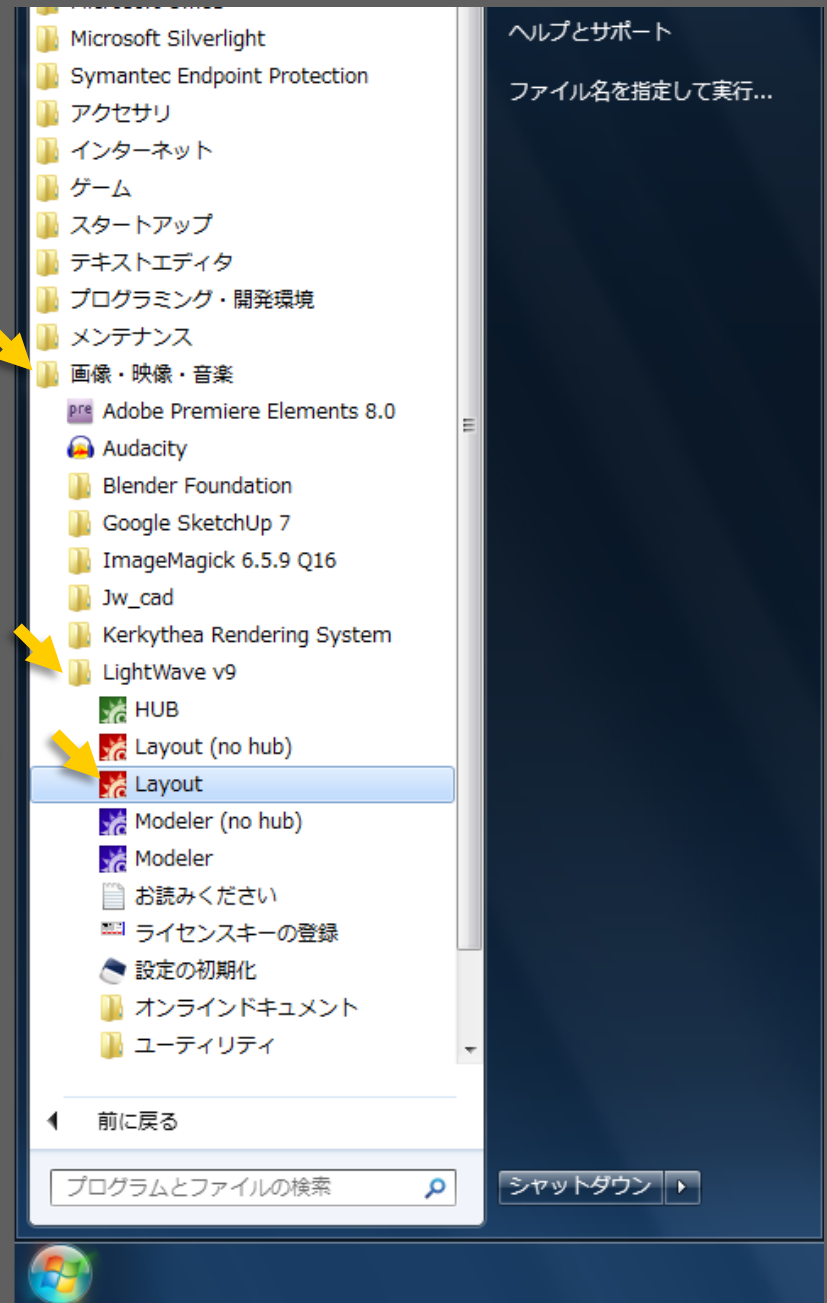 Microsoft Silverlight
Symantec Endpoint Protection
アクセサリ
インターネット
ゲーム
スタートアップ
テキストエディタ
プログラミング・開発環境
メンテナンス
画像・映像・音楽
pre Adobe Premiere Elements 8.0
Audacity
Blender Foundation
Google SketchUp 7
ImageMagick 6.5.9 Q16
Jw_cad
Kerkythea Rendering System
LightWave v9
HUB
Layout (no hub)
Layout
Modeler (no hub)
Modeler
お読みください
ライセンスキーの登録
設定の初期化
オンラインドキュメント
ユーティリティ
前に戻る
プログラムとファイルの検索
ヘルプとサポート
ファイル名を指定して実行...
シャットダウン